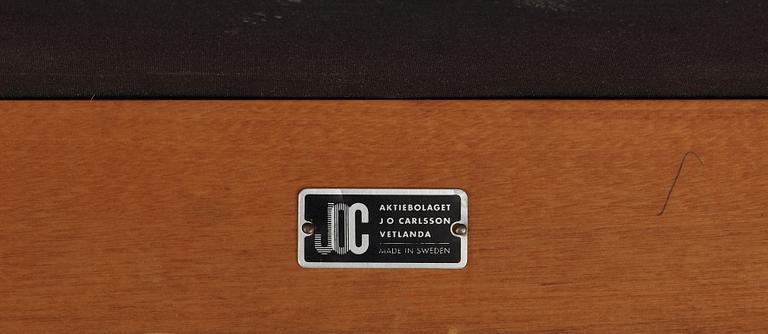 JOC
AKTIEBOLAGET
J O CARLSSON
VETLANDA
MADE IN SWEDEN